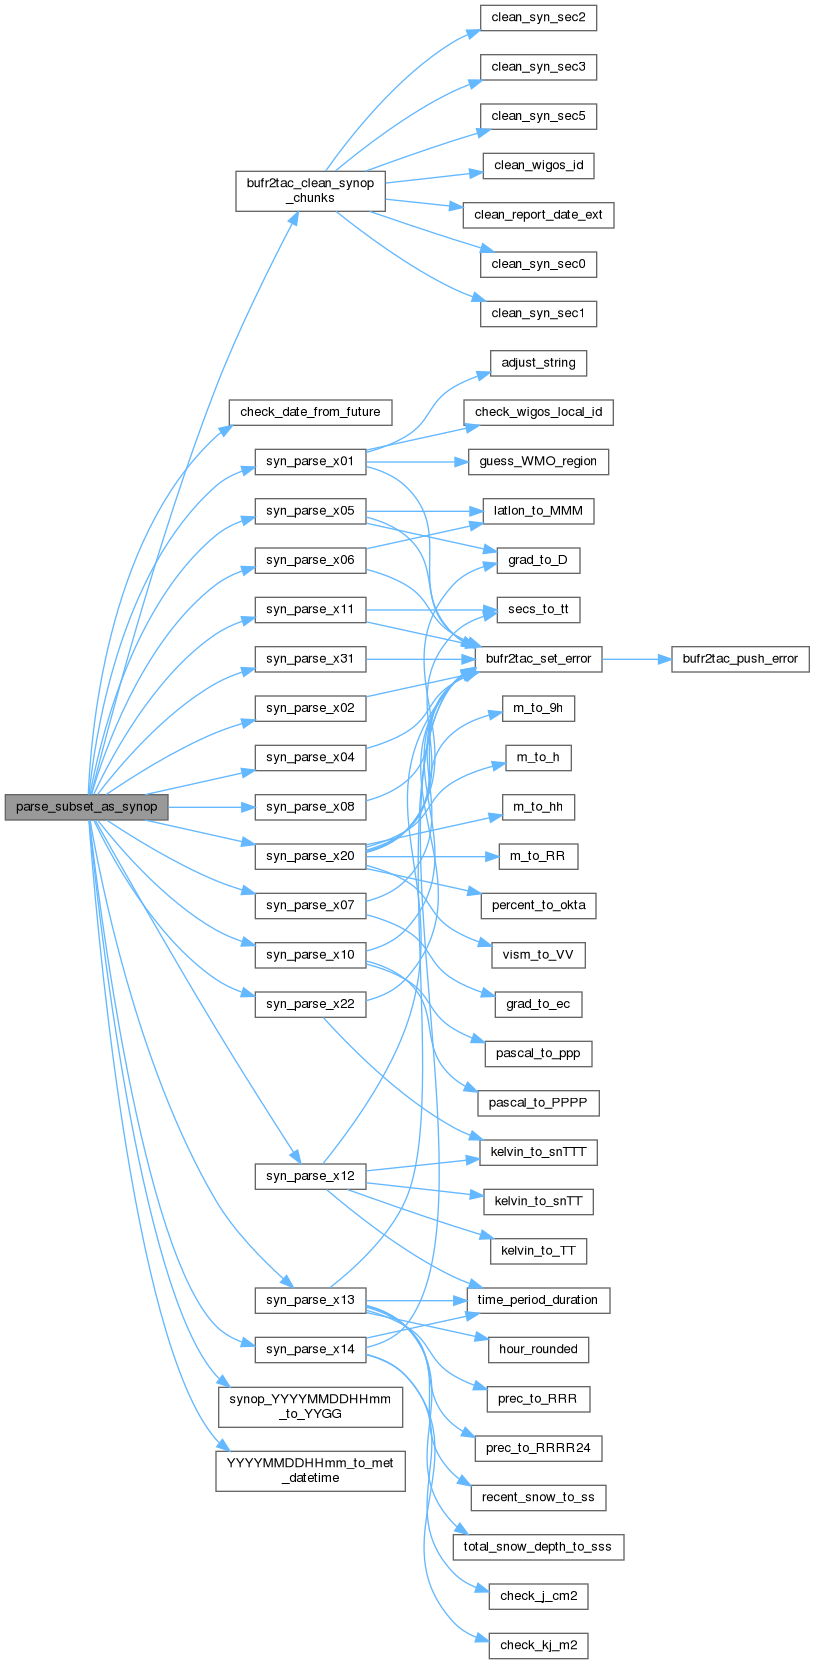 clean_syn_sec2
clean_syn_sec3
clean_syn_sec5
clean_wigos_id
bufr2tac_clean_synop
_chunks
clean_report_date_ext
clean_syn_sec0
clean_syn_sec1
adjust_string
check_date_from_future
check_wigos_local_id
syn_parse_x01
guess_WMO_region
syn_parse_x05
latlon_to_MMM
syn_parse_x06
grad_to_D
syn_parse_x11
secs_to_tt
syn_parse_x31
bufr2tac_set_error
bufr2tac_push_error
syn_parse_x02
m_to_9h
syn_parse_x04
m_to_h
parse_subset_as_synop
syn_parse_x08
m_to_hh
syn_parse_x20
m_to_RR
syn_parse_x07
percent_to_okta
syn_parse_x10
vism_to_VV
syn_parse_x22
grad_to_ec
pascal_to_ppp
pascal_to_PPPP
kelvin_to_snTTT
syn_parse_x12
kelvin_to_snTT
kelvin_to_TT
syn_parse_x13
time_period_duration
syn_parse_x14
hour_rounded
synop_YYYYMMDDHHmm
_to_YYGG
prec_to_RRR
prec_to_RRRR24
YYYYMMDDHHmm_to_met
_datetime
recent_snow_to_ss
total_snow_depth_to_sss
check_j_cm2
check_kj_m2